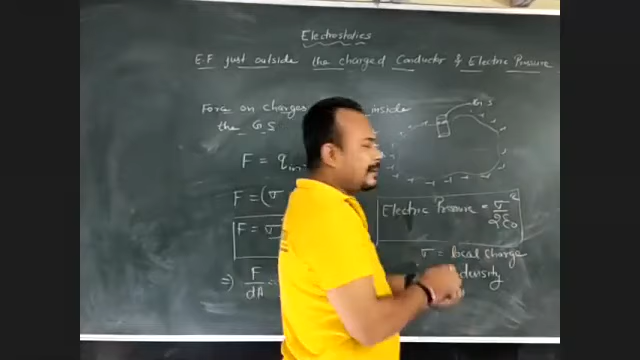 Electrostatics
E.F just outside the charged Conductor & Electric Pressure
Force on charges inside
the G.S
G.S
F = q in
F = (σ
F = σ
⇒ F/dA =
Electric Pressure = σ²/2ε₀
σ = local charge
density